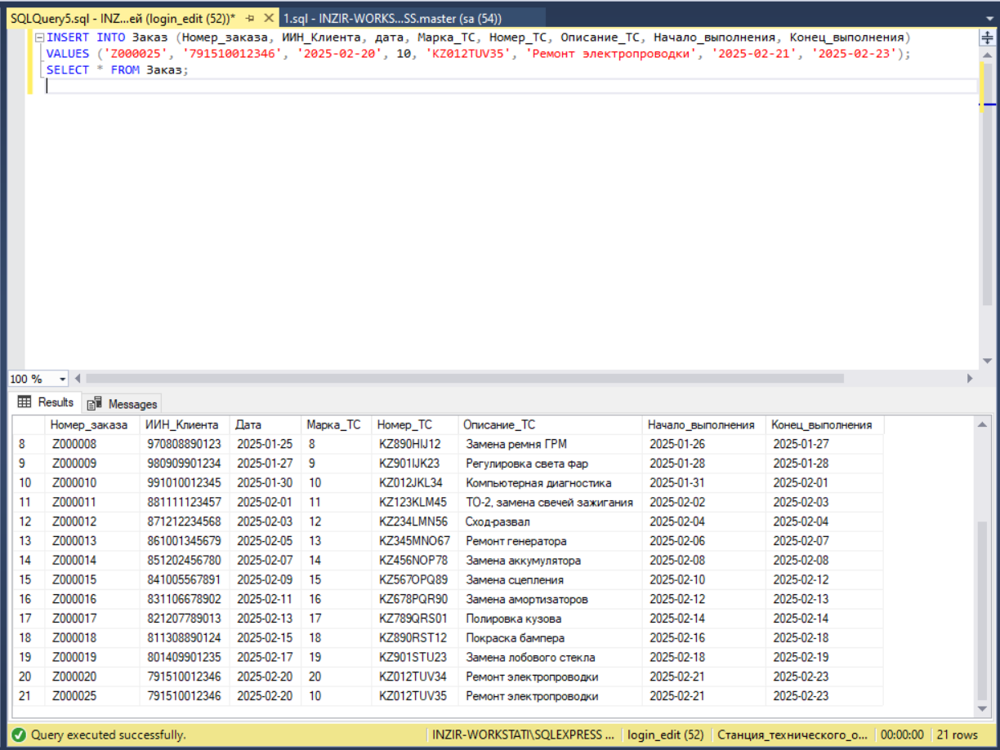 SQLQuery5.sql - INZ...ей (login_edit (52))* 1.sql - INZIR-WORKS...SS.master (sa (54))
INSERT INTO Заказ (Номер_заказа, ИИН_Клиента, дата, Марка_ТС, Номер_ТС, Описание_ТС, Начало_выполнения, Конец_выполнения)
VALUES ('Z000025', '791510012346', '2025-02-20', 10, 'KZ012TUV35', 'Ремонт электропроводки', '2025-02-21', '2025-02-23');
SELECT * FROM Заказ;
100 %
Results Messages
Номер_заказа ИИН_Клиента Дата Марка_ТС Номер_ТС Описание_ТС Начало_выполнения Конец_выполнения
8 Z000008 970808890123 2025-01-25 8 KZ890HIJ12 Замена ремня ГРМ 2025-01-26 2025-01-27
9 Z000009 980909901234 2025-01-27 9 KZ901IJK23 Регулировка света фар 2025-01-28 2025-01-28
10 Z000010 991010012345 2025-01-30 10 KZ012JKL34 Компьютерная диагностика 2025-01-31 2025-02-01
11 Z000011 881111123457 2025-02-01 11 KZ123KLM45 ТО-2, замена свечей зажигания 2025-02-02 2025-02-03
12 Z000012 871212234568 2025-02-03 12 KZ234LMN56 Сход-развал 2025-02-04 2025-02-04
13 Z000013 861001345679 2025-02-05 13 KZ345MNO67 Ремонт генератора 2025-02-06 2025-02-07
14 Z000014 851202456780 2025-02-07 14 KZ456NOP78 Замена аккумулятора 2025-02-08 2025-02-08
15 Z000015 841005567891 2025-02-09 15 KZ567OPQ89 Замена сцепления 2025-02-10 2025-02-12
16 Z000016 831106678902 2025-02-11 16 KZ678PQR90 Замена амортизаторов 2025-02-12 2025-02-13
17 Z000017 821207789013 2025-02-13 17 KZ789QRS01 Полировка кузова 2025-02-14 2025-02-14
18 Z000018 811308890124 2025-02-15 18 KZ890RST12 Покраска бампера 2025-02-16 2025-02-18
19 Z000019 801409901235 2025-02-17 19 KZ901STU23 Замена лобового стекла 2025-02-18 2025-02-19
20 Z000020 791510012346 2025-02-20 20 KZ012TUV34 Ремонт электропроводки 2025-02-21 2025-02-23
21 Z000025 791510012346 2025-02-20 10 KZ012TUV35 Ремонт электропроводки 2025-02-21 2025-02-23
Query executed successfully. INZIR-WORKSTATI\SQLEXPRESS ... login_edit (52) Станция_технического_о... 00:00:00 21 rows